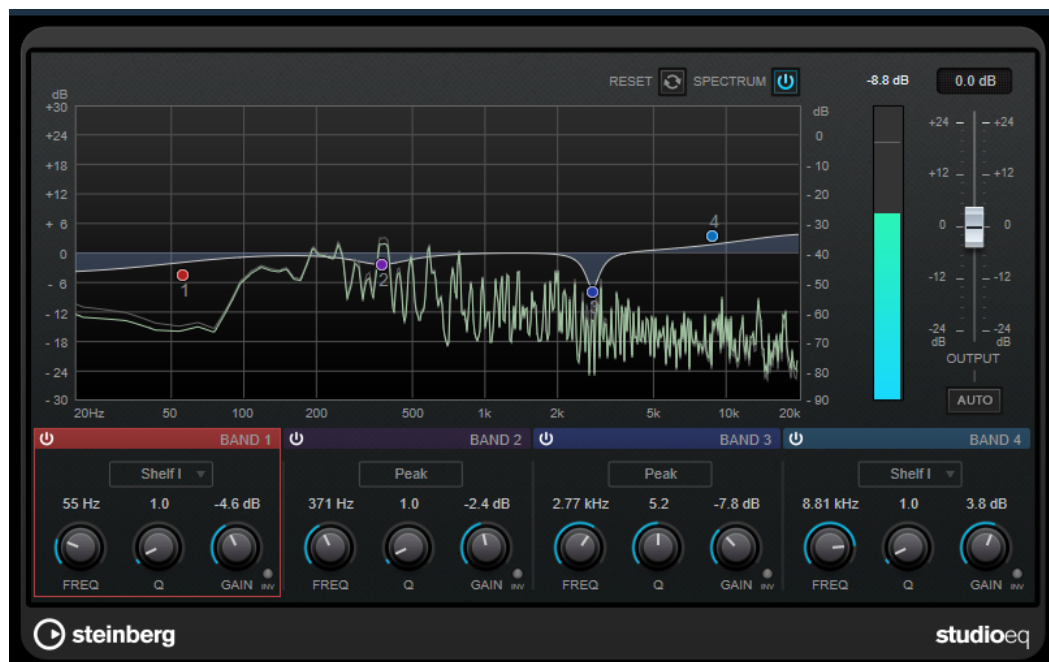 RESET SPECTRUM -8.8 dB 0.0 dB
dB
+30
+24
+18
+12
+ 6
0
- 6
- 12
- 18
- 24
- 30
1
2
3
4
dB
0
- 10
- 20
- 30
- 40
- 50
- 60
- 70
- 80
- 90
20Hz 50 100 200 500 1k 2k 5k 10k 20k
+24 +24
+12 +12
0 0
-12 -12
-24 -24
dB dB
OUTPUT
AUTO
BAND 1 BAND 2 BAND 3 BAND 4
Shelf I Peak Peak Shelf I
55 Hz 1.0 -4.6 dB 371 Hz 1.0 -2.4 dB 2.77 kHz 5.2 -7.8 dB 8.81 kHz 1.0 3.8 dB
FREQ Q GAIN INV FREQ Q GAIN INV FREQ Q GAIN INV FREQ Q GAIN INV
steinberg studioeq